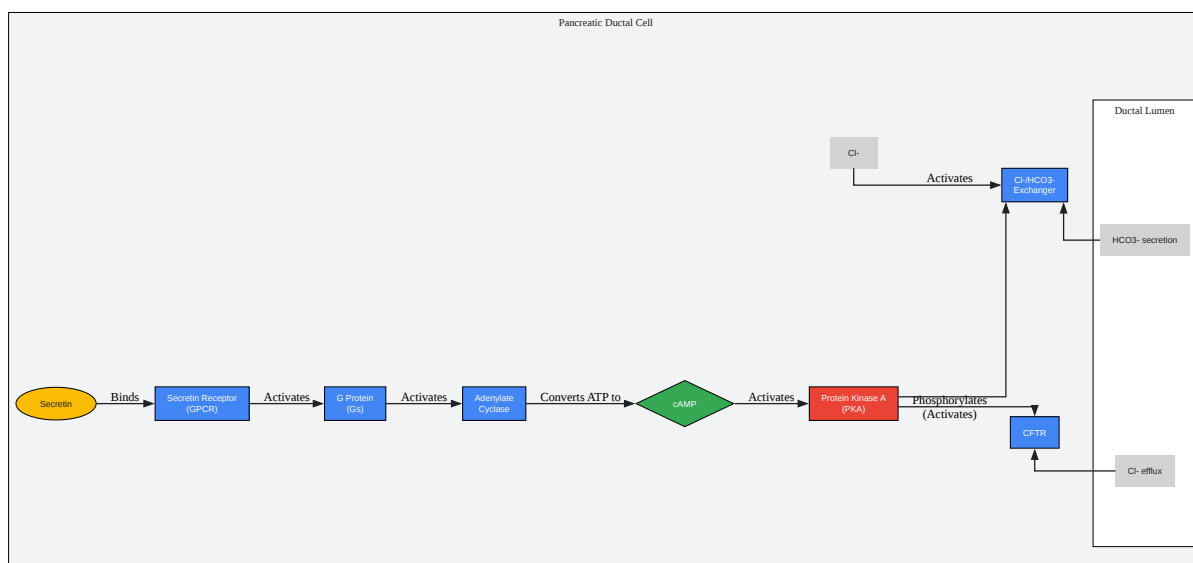 Pancreatic Ductal Cell
Ductal Lumen
Cl-
Activates
Cl-/HCO3-
Exchanger
HCO3- secretion
Secretin
Binds
Secretin Receptor
(GPCR)
Activates
G Protein
(Gs)
Activates
Adenylate
Cyclase
Converts ATP to
cAMP
Activates
Protein Kinase A
(PKA)
Phosphorylates
(Activates)
CFTR
Cl- efflux